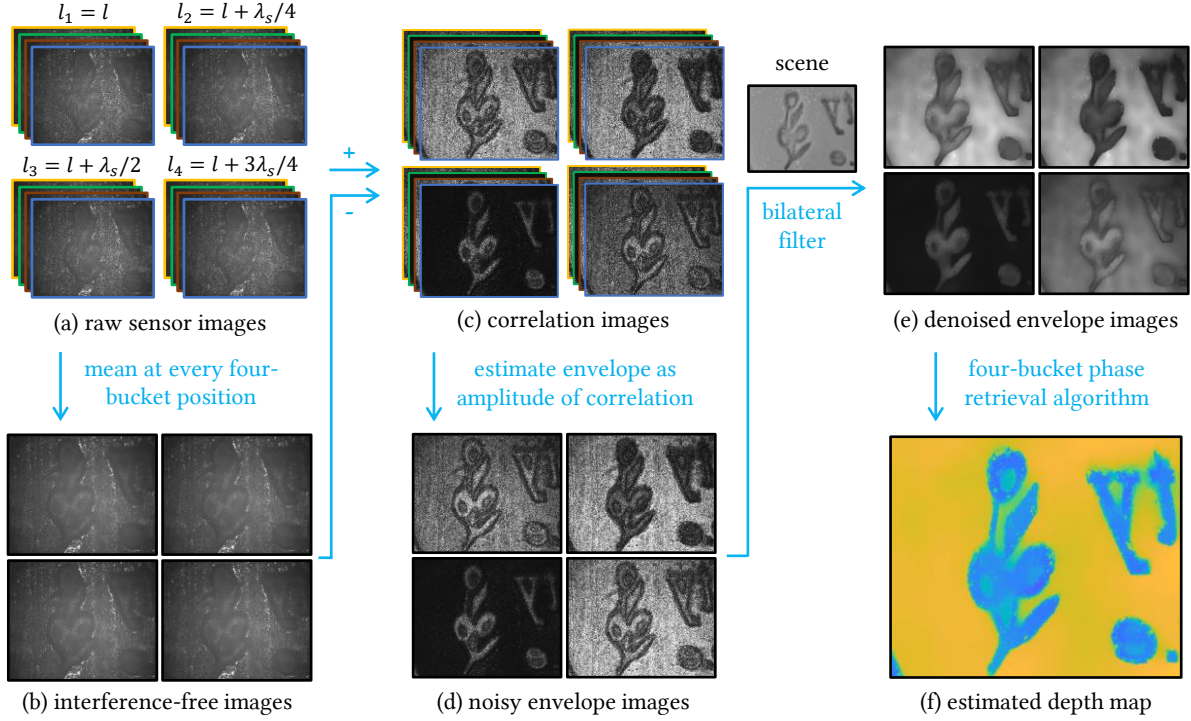 l₁ = l
l₂ = l + λₛ/4
l₃ = l + λₛ/2
l₄ = l + 3λₛ/4
(a) raw sensor images
mean at every four-
bucket position
(b) interference-free images
+
-
(c) correlation images
estimate envelope as
amplitude of correlation
(d) noisy envelope images
scene
bilateral
filter
(e) denoised envelope images
four-bucket phase
retrieval algorithm
(f) estimated depth map